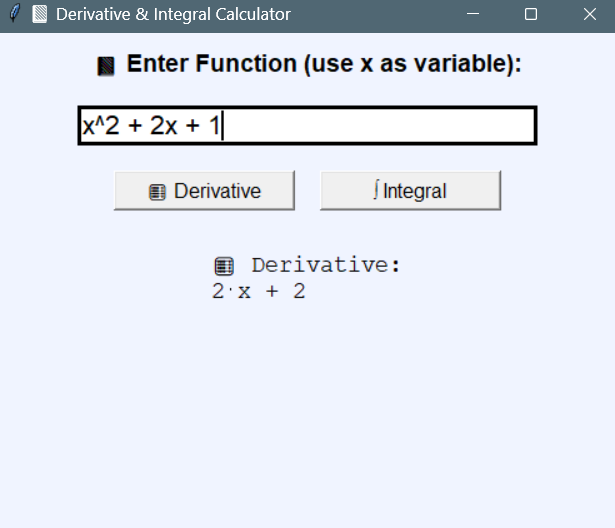 Derivative & Integral Calculator
Enter Function (use x as variable):
x^2 + 2x + 1
Derivative
∫ Integral
Derivative:
2⋅x + 2